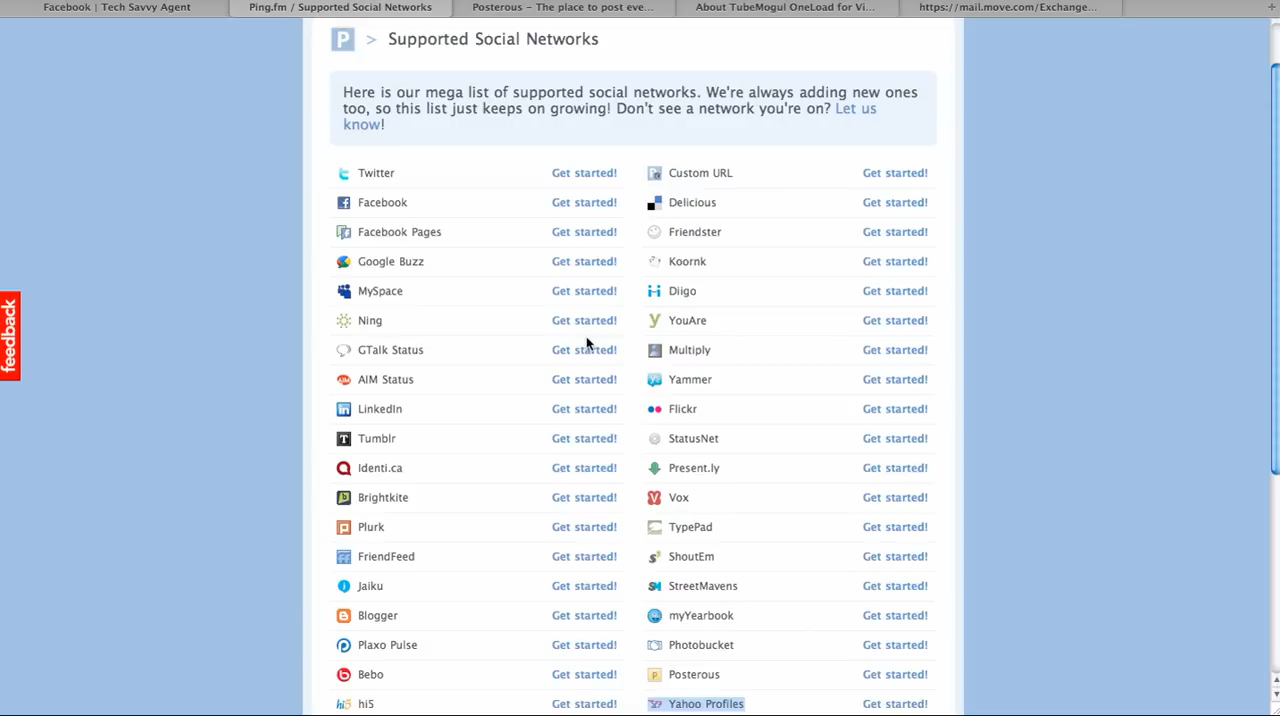 Facebook | Tech Savvy Agent
Ping.fm / Supported Social Networks
Posterous – The place to post eve...
About TubeMogul OneLoad for Vi...
https://mail.move.com/Exchange...
P > Supported Social Networks
Here is our mega list of supported social networks. We're always adding new ones
too, so this list just keeps on growing! Don't see a network you're on? Let us
know!
feedback
Twitter Get started!
Facebook Get started!
Facebook Pages Get started!
Google Buzz Get started!
MySpace Get started!
Ning Get started!
GTalk Status Get started!
AIM Status Get started!
LinkedIn Get started!
Tumblr Get started!
Identi.ca Get started!
Brightkite Get started!
Plurk Get started!
FriendFeed Get started!
Jaiku Get started!
Blogger Get started!
Plaxo Pulse Get started!
Bebo Get started!
hi5 Get started!
Custom URL Get started!
Delicious Get started!
Friendster Get started!
Koornk Get started!
Diigo Get started!
YouAre Get started!
Multiply Get started!
Yammer Get started!
Flickr Get started!
StatusNet Get started!
Present.ly Get started!
Vox Get started!
TypePad Get started!
ShoutEm Get started!
StreetMavens Get started!
myYearbook Get started!
Photobucket Get started!
Posterous Get started!
Yahoo Profiles Get started!